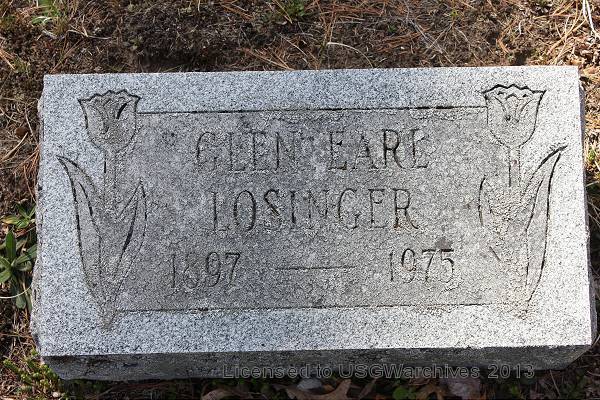 GLEN EARL
LOSINGER
1897 — 1975
Licensed to USGWarchives 2013